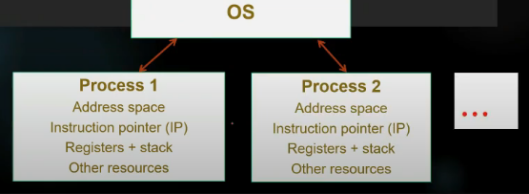 OS
Process 1
Address space
Instruction pointer (IP)
Registers + stack
Other resources
Process 2
Address space
Instruction pointer (IP)
Registers + stack
Other resources
...